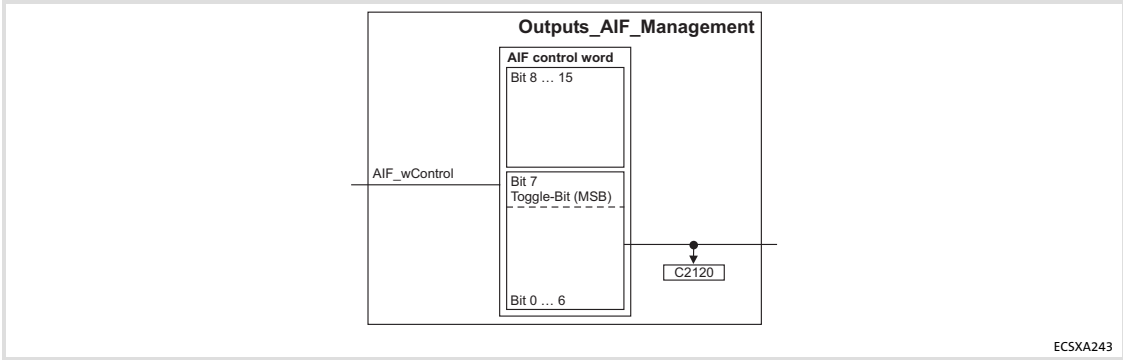 Outputs_AIF_Management
AIF control word
Bit 8 … 15
AIF_wControl
Bit 7
Toggle-Bit (MSB)
C2120
Bit 0 … 6
ECSXA243